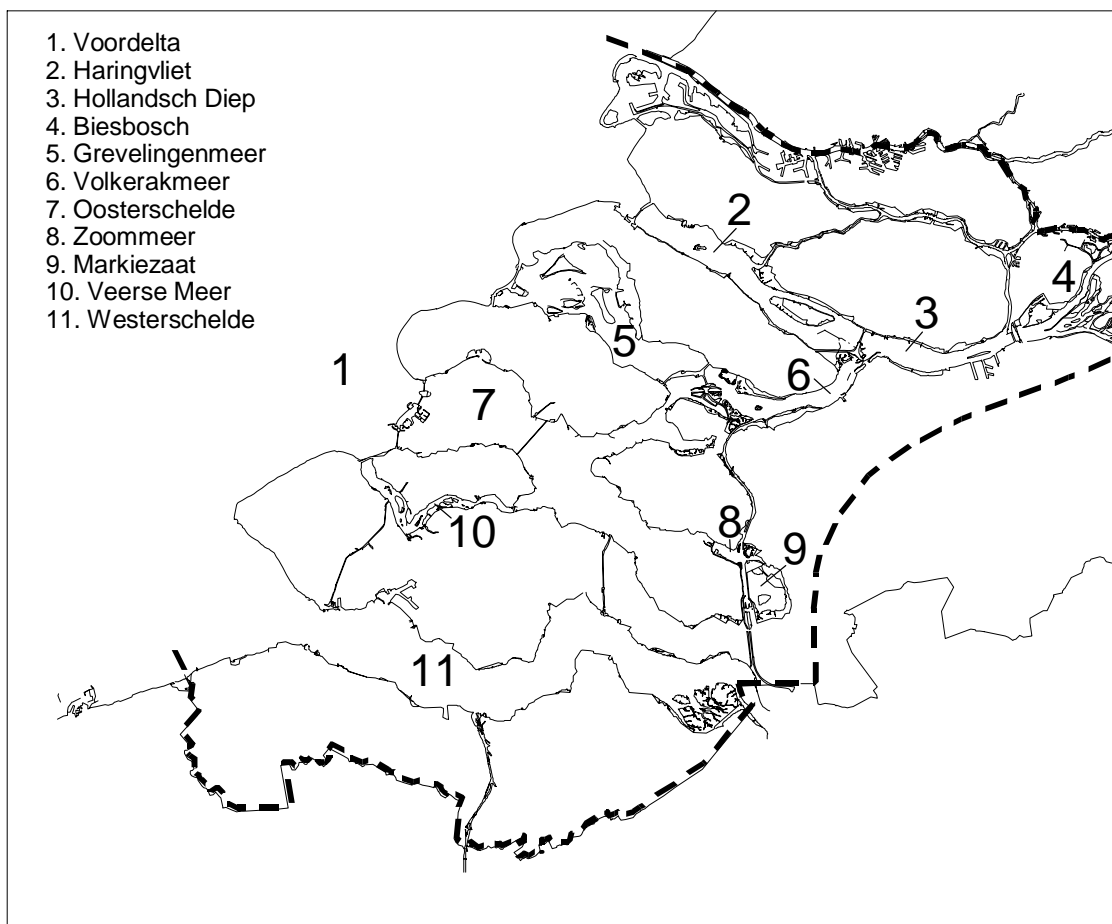 1. Voordelta
2. Haringvliet
3. Hollandsch Diep
4. Biesbosch
5. Grevelingenmeer
6. Volkerakmeer
7. Oosterschelde
8. Zoommeer
9. Markiezaat
10. Veerse Meer
11. Westerschelde
2
4
3
5
1
6
7
8
10
9
11